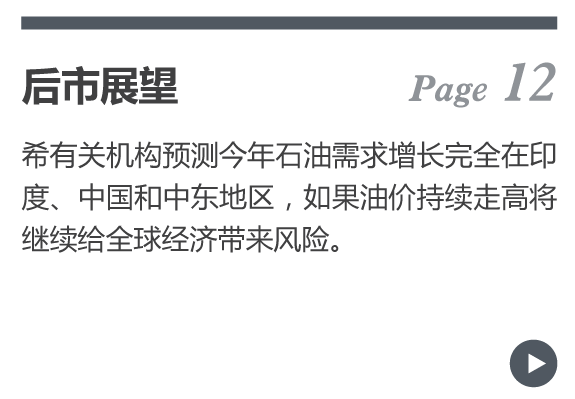 后市展望 Page 12
希有关机构预测今年石油需求增长完全在印
度、中国和中东地区，如果油价持续走高将
继续给全球经济带来风险。